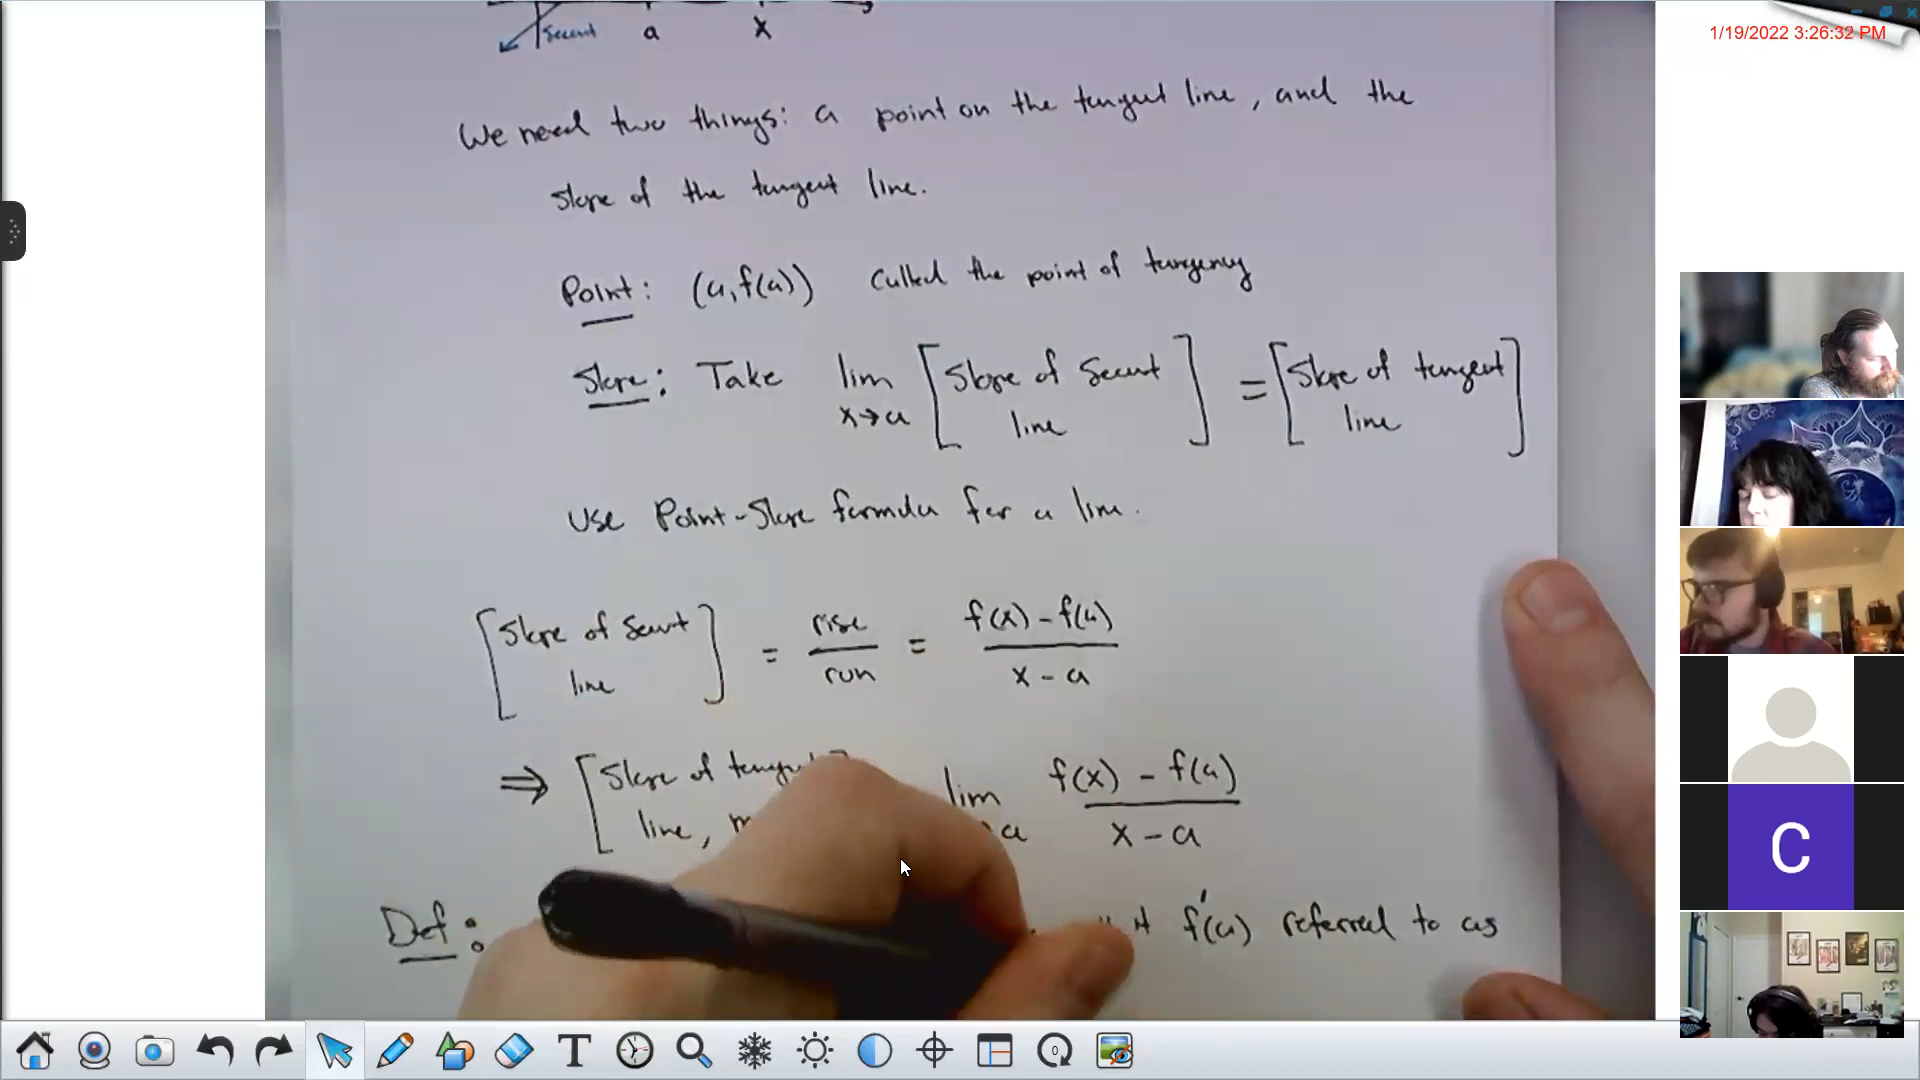 1/19/2022 3:26:32 PM
Secant a x
We need two things: a point on the tangent line, and the
slope of the tangent line.
Point: (a, f(a)) called the point of tangency
Slope: Take lim x→a [Slope of Secant line] = [Slope of tangent line]
Use Point-Slope formula for a line.
[Slope of Secant line] = rise/run = f(x) - f(a) / x - a
⇒ [Slope of tangent line, m lim a f(x) - f(a) / x - a
Def: f'(a) referred to as
C
T
0